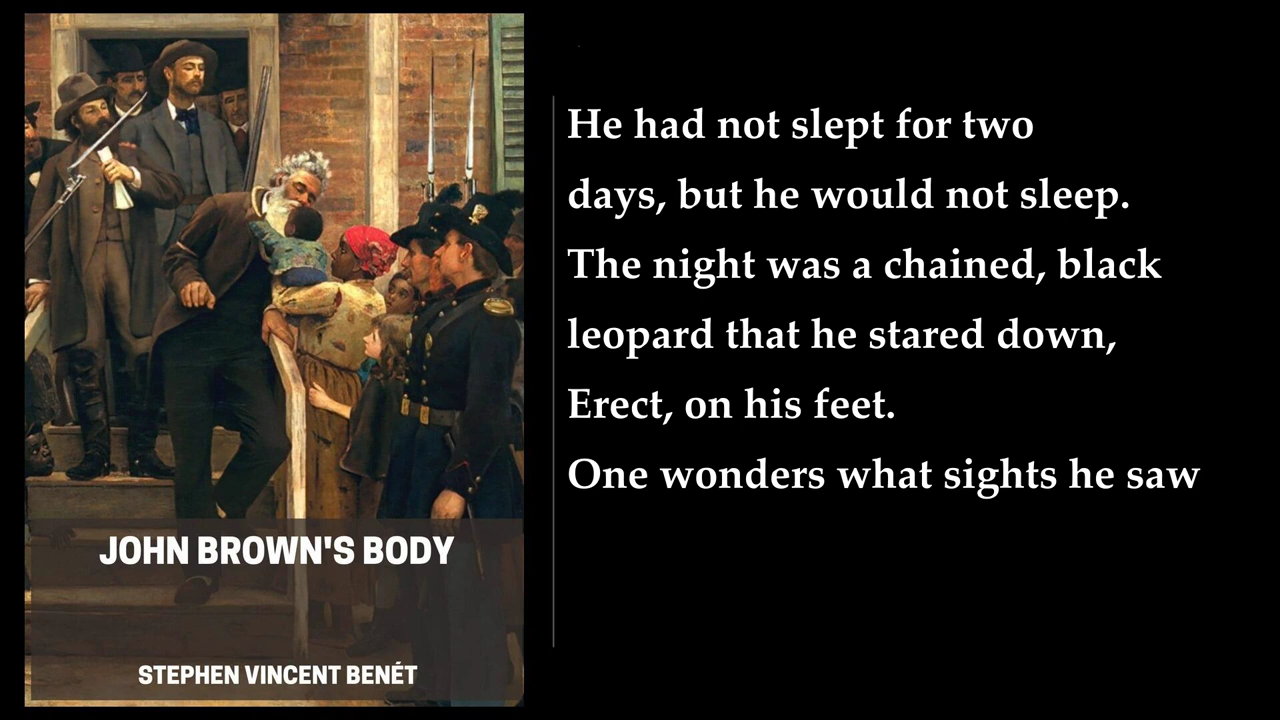 JOHN BROWN'S BODY
STEPHEN VINCENT BENÉT
He had not slept for two
days, but he would not sleep.
The night was a chained, black
leopard that he stared down,
Erect, on his feet.
One wonders what sights he saw